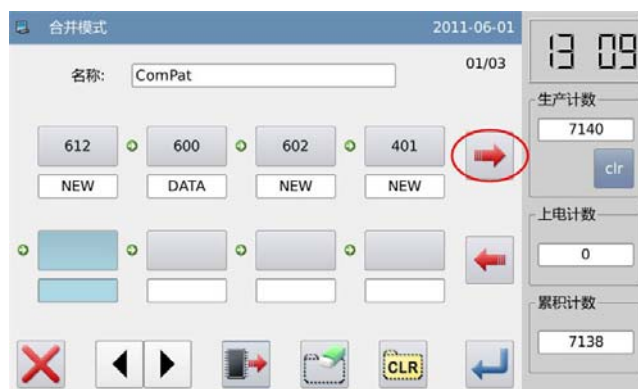 合并模式 2011-06-01
名称: ComPat 01/03
612 600 602 401
NEW DATA NEW NEW
CLR
13 09
生产计数
7140
clr
上电计数
0
累积计数
7138